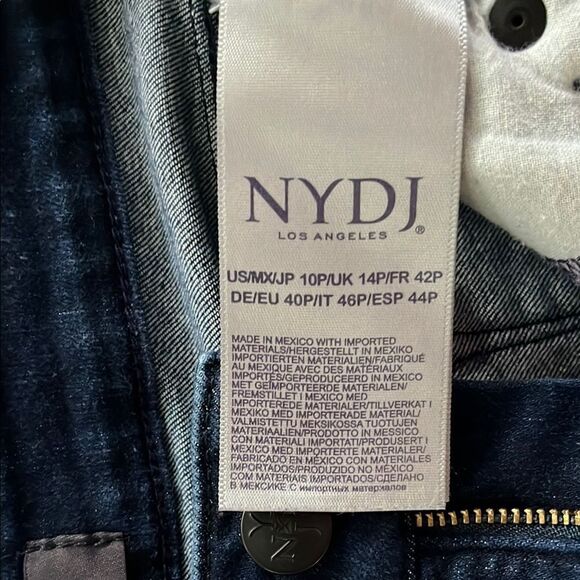 NYDJ®
LOS ANGELES
US/MX/JP 10P/UK 14P/FR 42P
DE/EU 40P/IT 46P/ESP 44P
MADE IN MEXICO WITH IMPORTED
MATERIALS/HERGESTELLT IN MEXIKO
IMPORTIERTEN MATERIALIEN/FABRIQUÉ
AU MEXIQUE AVEC DES MATÉRIAUX
IMPORTÉS/GEPRODUCEERD IN MEXICO
MET GEÏMPORTEERDE MATERIALEN/
FREMSTILLET I MEXICO MED
IMPORTEREDE MATERIALER/TILLVERKAT I
MEXIKO MED IMPORTERADE MATERIAL/
VALMISTETTU MEKSIKOSSA TUOTUJEN
MATERIAALIEN/PRODOTTO IN MESSICO
CON MATERIALI IMPORTATI/PRODUSERT I
MEXICO MED IMPORTERTE MATERIALER/
FABRICADO EN MÉXICO CON MATERIALES
IMPORTADOS/PRODUZIDO NO MÉXICO
COM MATERIAIS IMPORTADOS/СДЕЛАНО
В МЕКСИКЕ С импортных материалов
NYXD